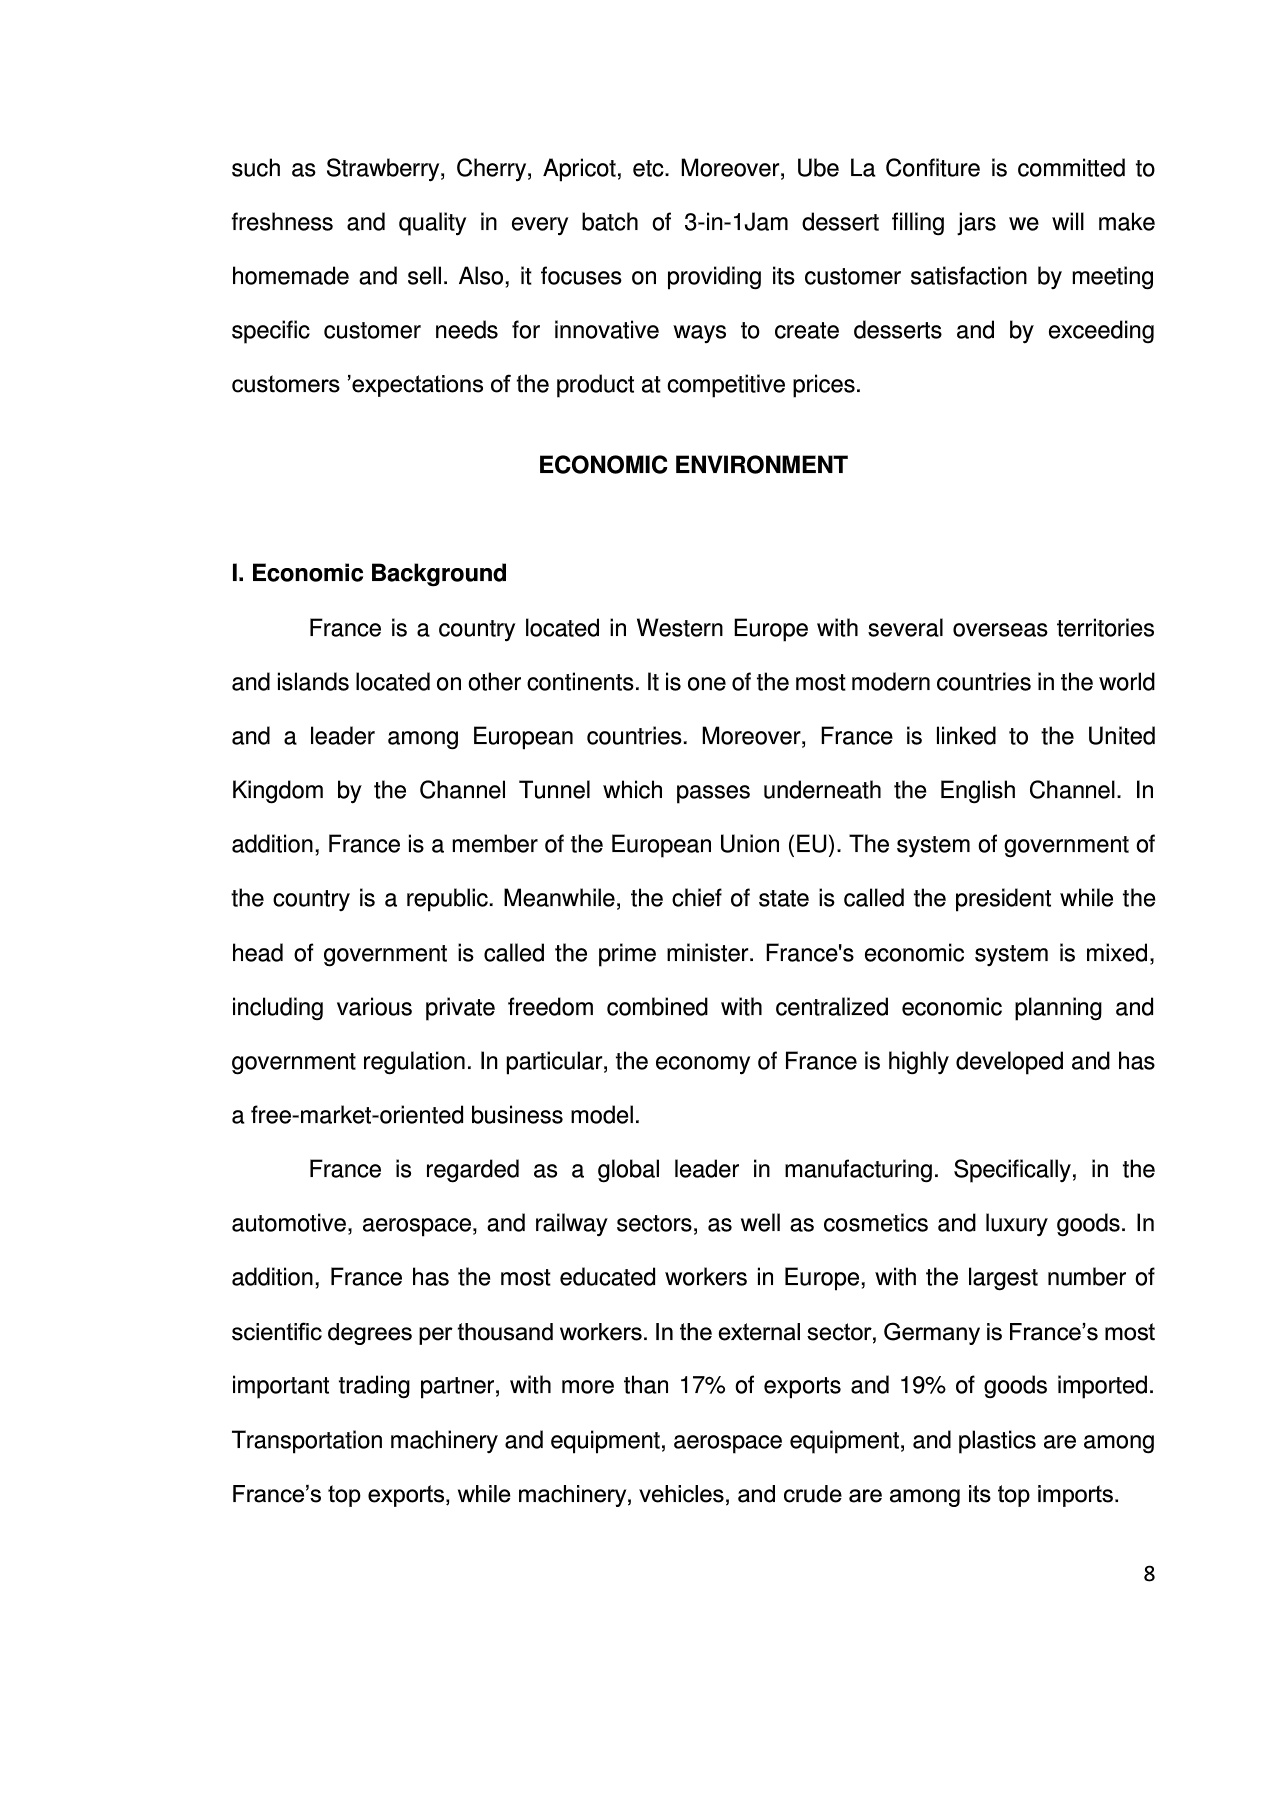 such as Strawberry, Cherry, Apricot, etc. Moreover, Ube La Confiture is committed to
freshness and quality in every batch of 3-in-1Jam dessert filling jars we will make
homemade and sell. Also, it focuses on providing its customer satisfaction by meeting
specific customer needs for innovative ways to create desserts and by exceeding
customers ’expectations of the product at competitive prices.
ECONOMIC ENVIRONMENT
I. Economic Background
France is a country located in Western Europe with several overseas territories
and islands located on other continents. It is one of the most modern countries in the world
and a leader among European countries. Moreover, France is linked to the United
Kingdom by the Channel Tunnel which passes underneath the English Channel. In
addition, France is a member of the European Union (EU). The system of government of
the country is a republic. Meanwhile, the chief of state is called the president while the
head of government is called the prime minister. France's economic system is mixed,
including various private freedom combined with centralized economic planning and
government regulation. In particular, the economy of France is highly developed and has
a free-market-oriented business model.
France is regarded as a global leader in manufacturing. Specifically, in the
automotive, aerospace, and railway sectors, as well as cosmetics and luxury goods. In
addition, France has the most educated workers in Europe, with the largest number of
scientific degrees per thousand workers. In the external sector, Germany is France’s most
important trading partner, with more than 17% of exports and 19% of goods imported.
Transportation machinery and equipment, aerospace equipment, and plastics are among
France’s top exports, while machinery, vehicles, and crude are among its top imports.
8